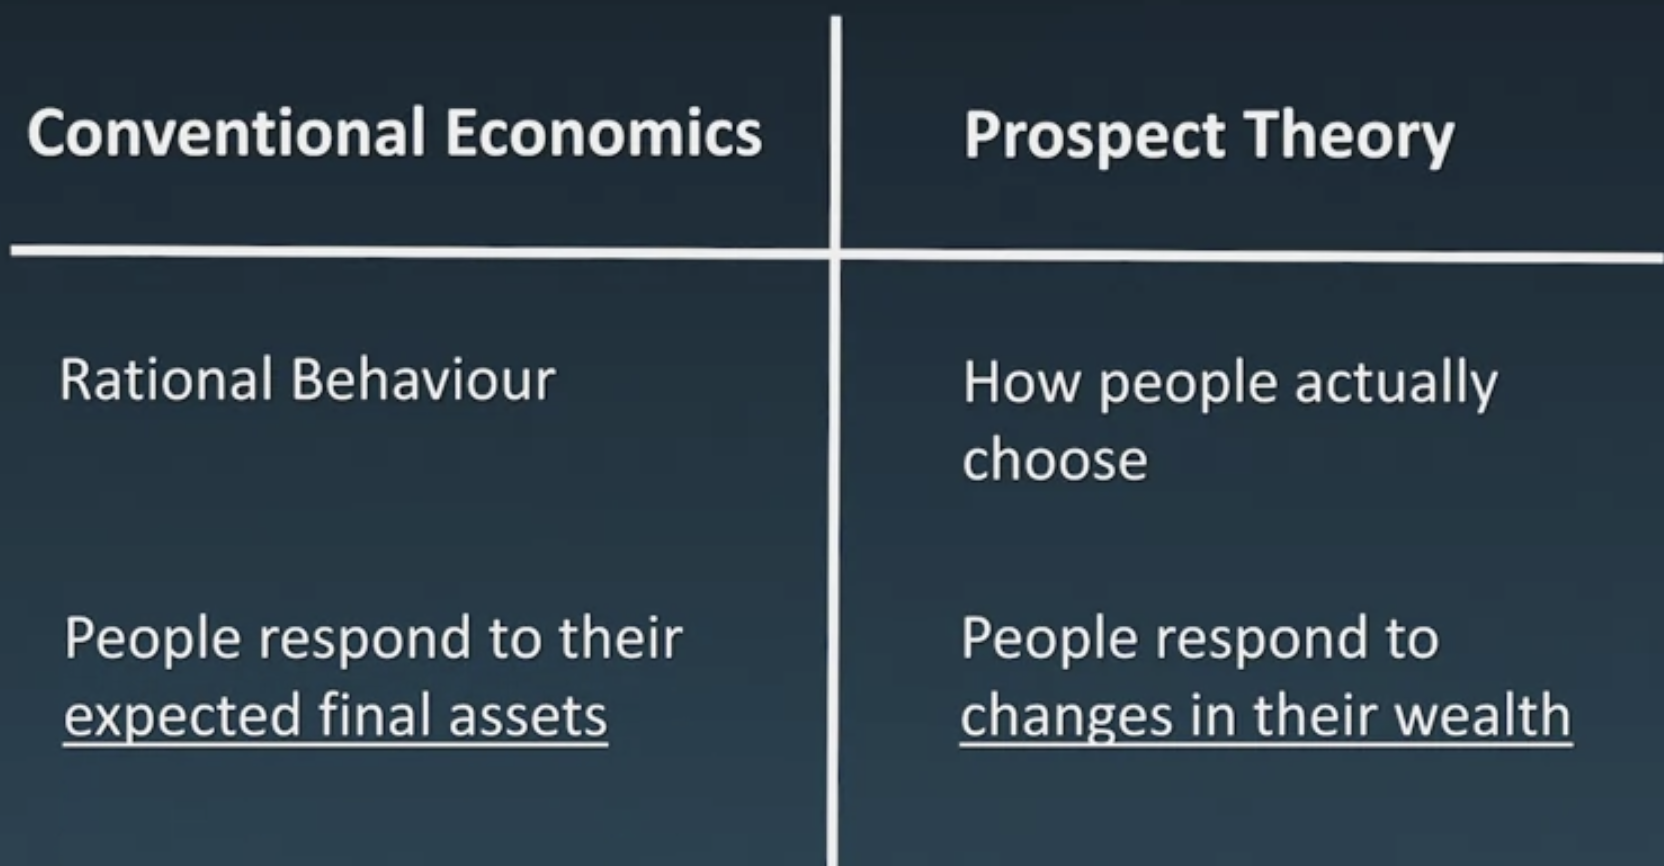 Conventional Economics
Prospect Theory
Rational Behaviour
How people actually
choose
People respond to their
expected final assets
People respond to
changes in their wealth